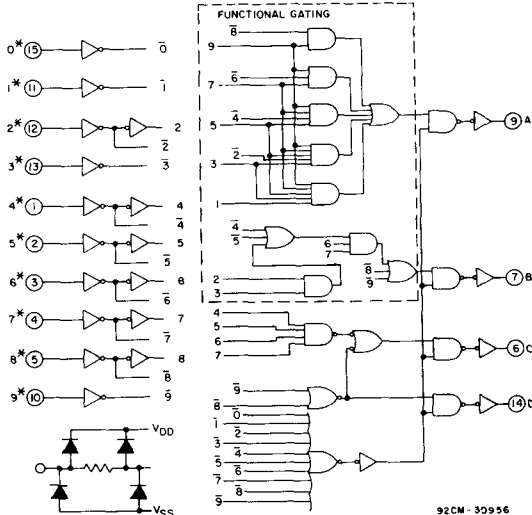 0* 15 0̅
1* 11 1̅
2* 12 2
2̅
3* 13 3̅
4* 1 4
4̅
5* 2 5
5̅
6* 3 8
6̅
7* 4 7
7̅
8* 5 8
8̅
9* 10 9̅
VDD
VSS
FUNCTIONAL GATING
8̅
9
6̅
7
4̅
5
2̅
3
1
9 A
4̅
5̅
6
7
8̅
9̅
2
3
7 B
4
5
6
7
6 C
9̅
8̅
14 D
0̅
1̅
2̅
3̅
4̅
5̅
6̅
7̅
8̅
9̅
92CM-30956